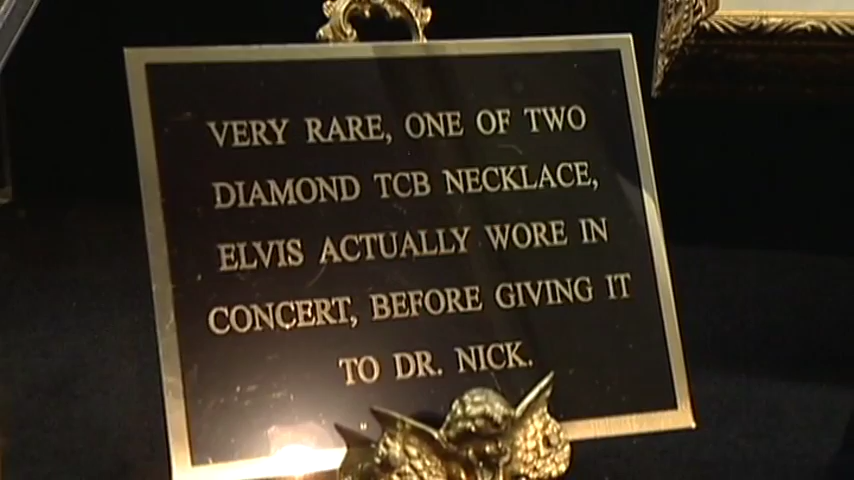 VERY RARE, ONE OF TWO
DIAMOND TCB NECKLACE,
ELVIS ACTUALLY WORE IN
CONCERT, BEFORE GIVING IT
TO DR. NICK.